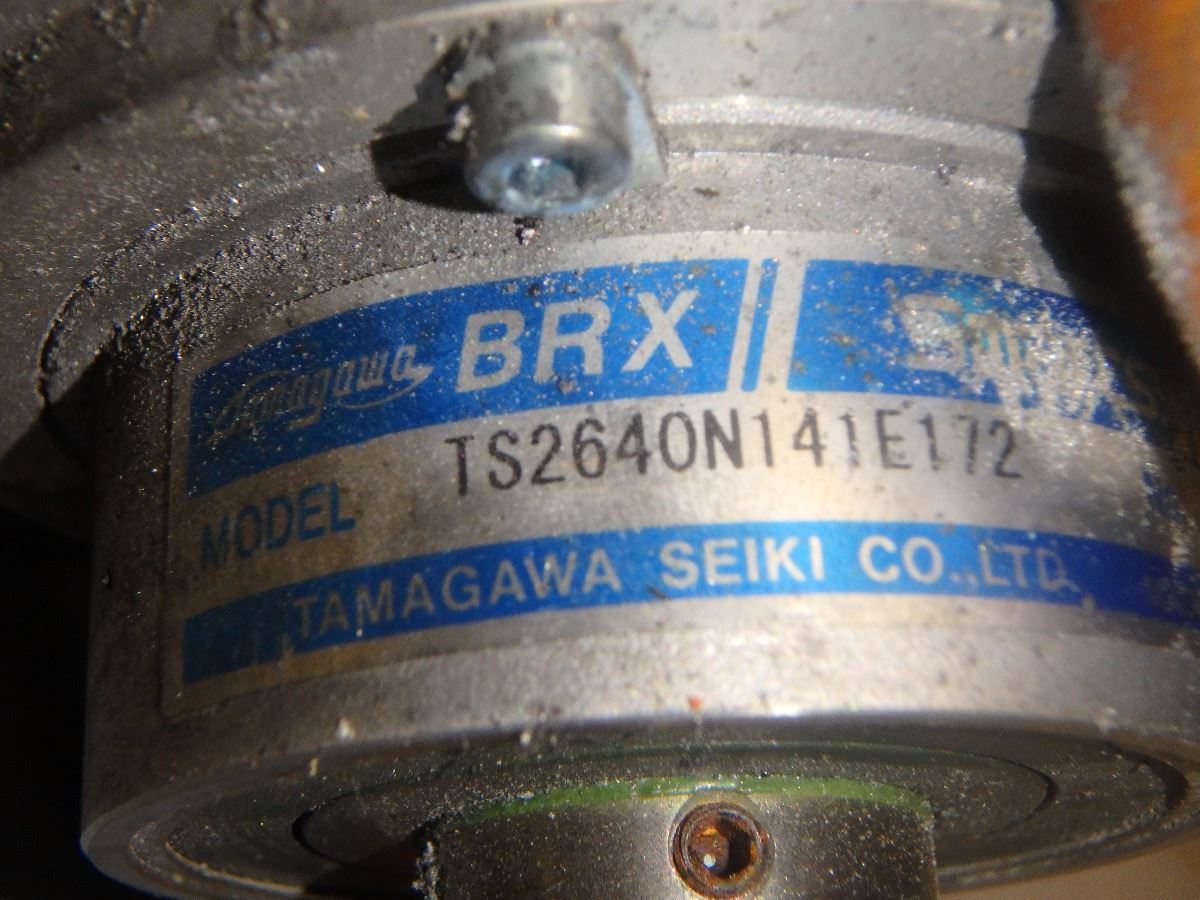 Tamagawa BRX
MODEL TS2640N141E172
TAMAGAWA SEIKI CO.,LTD.